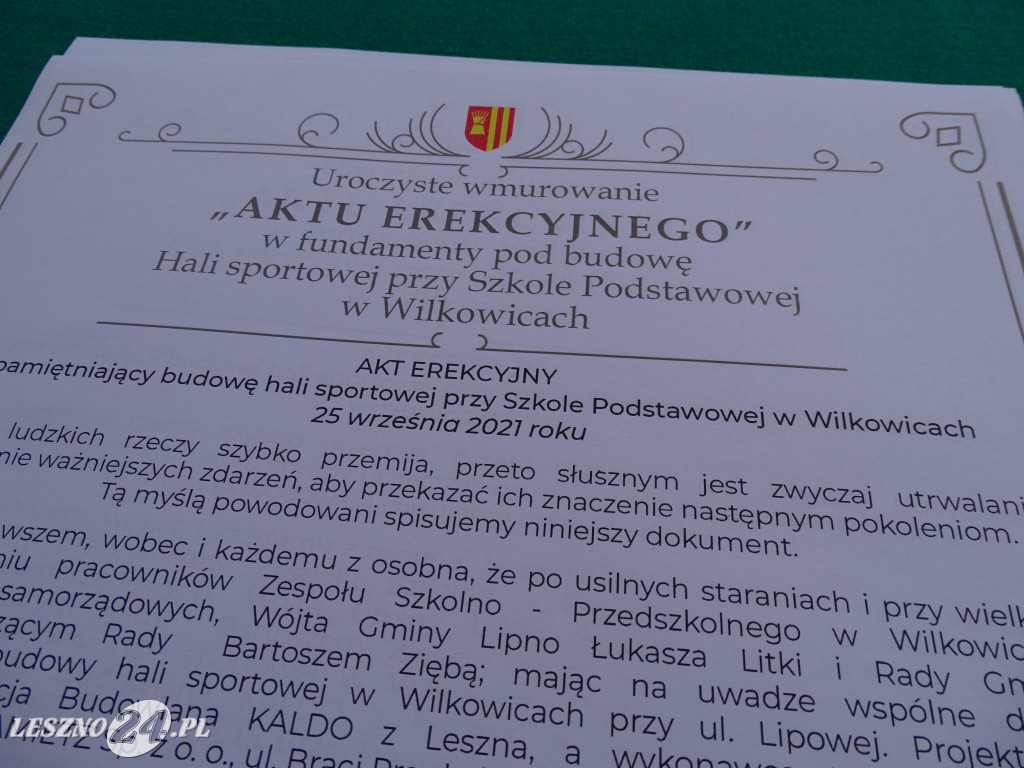 Uroczyste wmurowanie
„AKTU EREKCYJNEGO”
w fundamenty pod budowę
Hali sportowej przy Szkole Podstawowej
w Wilkowicach
AKT EREKCYJNY
pamiętniający budowę hali sportowej przy Szkole Podstawowej w Wilkowicach
25 września 2021 roku
ludzkich rzeczy szybko przemija, przeto słusznym jest zwyczaj utrwalani
mie ważniejszych zdarzeń, aby przekazać ich znaczenie następnym pokoleniom.
Tą myślą powodowani spisujemy niniejszy dokument.
wszem, wobec i każdemu z osobna, że po usilnych staraniach i przy wielk
niu pracowników Zespołu Szkolno - Przedszkolnego w Wilkowic
samorządowych, Wójta Gminy Lipno Łukasza Litki i Rady Gm
zącym Rady Bartoszem Ziębą; mając na uwadze wspólne d
budowy hali sportowej w Wilkowicach przy ul. Lipowej. Projekt
cja Budowlana KALDO z Leszna, a wykonawc
z o. o., ul. Braci
LESZNO24.PL